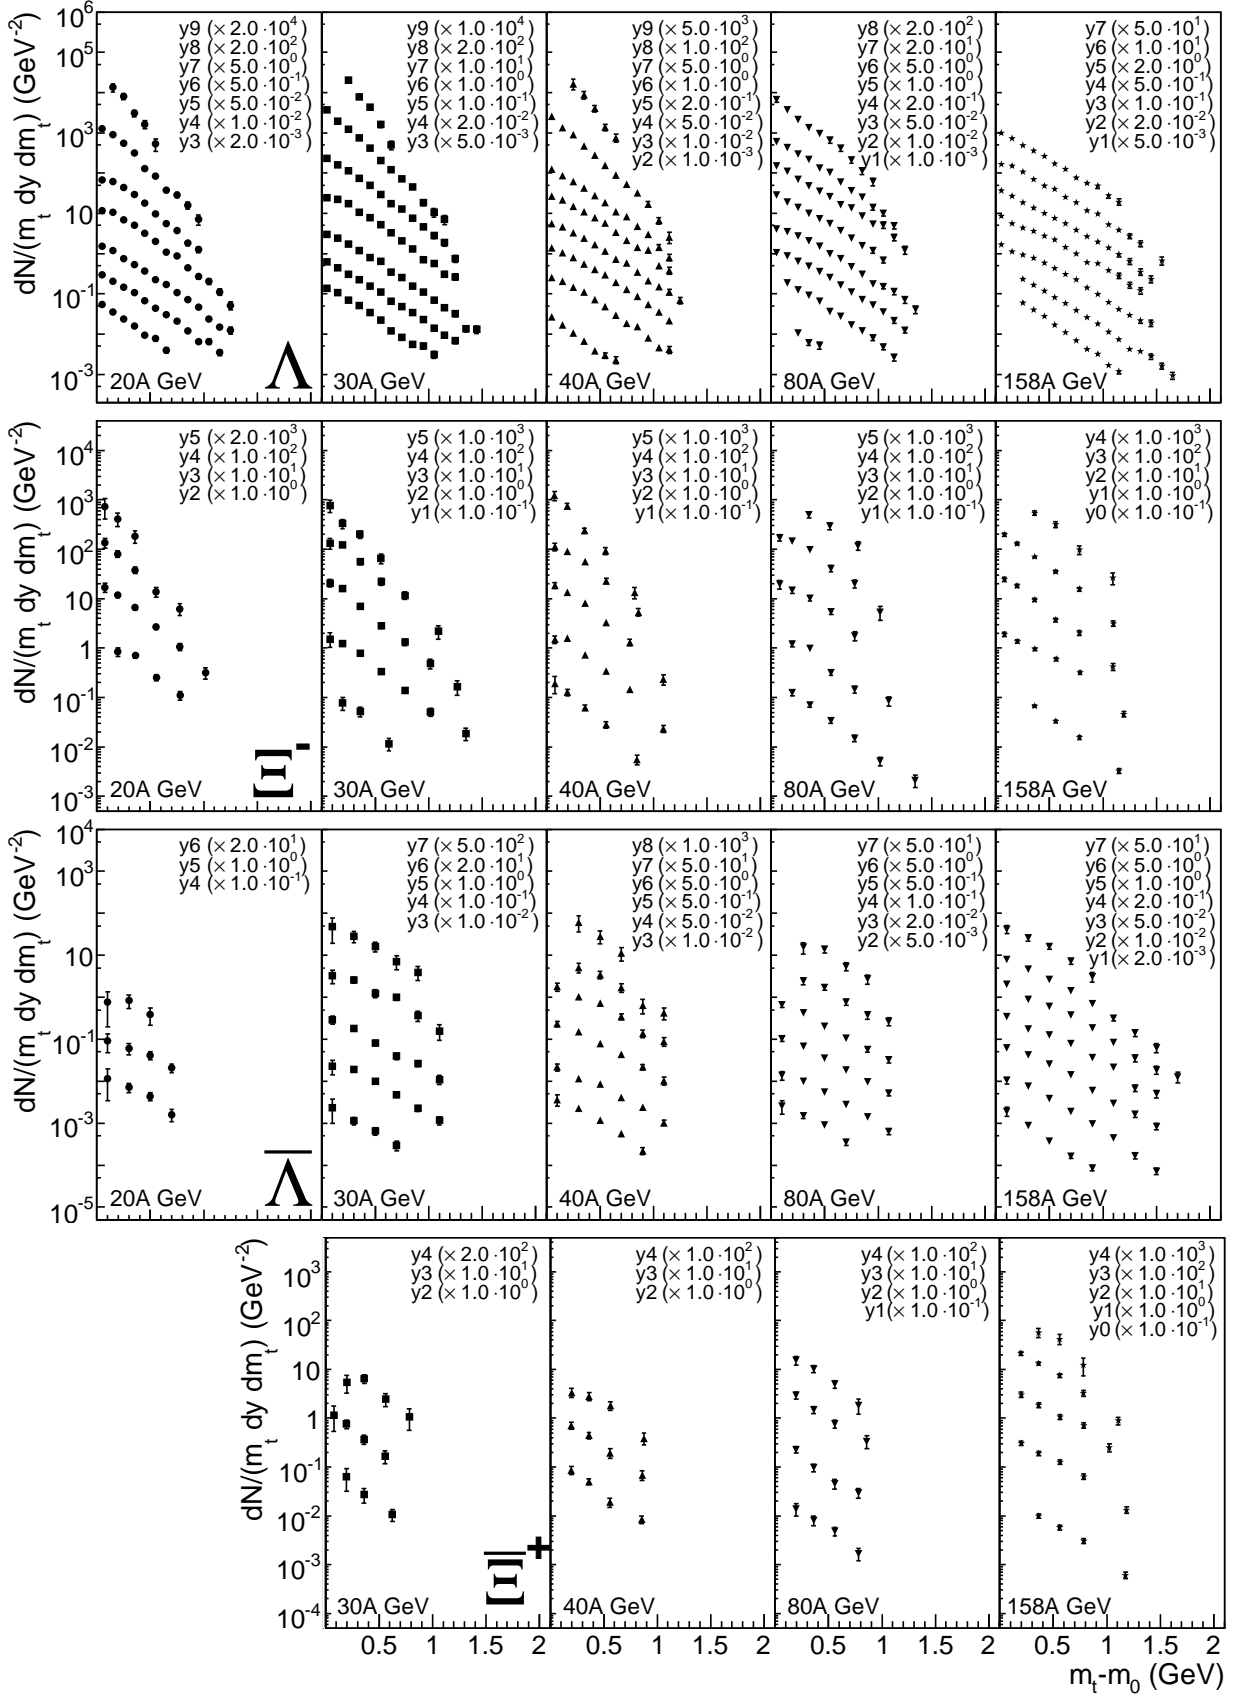 dN/(m_t dy dm_t) (GeV^-2)
10^6
10^5
10^3
10
10^-1
10^-3
y9 (× 2.0 ·10^4)
y8 (× 2.0 ·10^2)
y7 (× 5.0 ·10^0)
y6 (× 5.0 ·10^-1)
y5 (× 5.0 ·10^-2)
y4 (× 1.0 ·10^-2)
y3 (× 2.0 ·10^-3)
20A GeV
Λ
y9 (× 1.0 ·10^4)
y8 (× 2.0 ·10^2)
y7 (× 1.0 ·10^1)
y6 (× 1.0 ·10^0)
y5 (× 1.0 ·10^-1)
y4 (× 2.0 ·10^-2)
y3 (× 5.0 ·10^-3)
30A GeV
y9 (× 5.0 ·10^3)
y8 (× 1.0 ·10^2)
y7 (× 5.0 ·10^0)
y6 (× 1.0 ·10^0)
y5 (× 2.0 ·10^-1)
y4 (× 5.0 ·10^-2)
y3 (× 1.0 ·10^-2)
y2 (× 1.0 ·10^-3)
40A GeV
y8 (× 2.0 ·10^2)
y7 (× 2.0 ·10^1)
y6 (× 5.0 ·10^0)
y5 (× 1.0 ·10^0)
y4 (× 2.0 ·10^-1)
y3 (× 5.0 ·10^-2)
y2 (× 1.0 ·10^-2)
y1 (× 1.0 ·10^-3)
80A GeV
y7 (× 5.0 ·10^1)
y6 (× 1.0 ·10^1)
y5 (× 2.0 ·10^0)
y4 (× 5.0 ·10^-1)
y3 (× 1.0 ·10^-1)
y2 (× 2.0 ·10^-2)
y1 (× 5.0 ·10^-3)
158A GeV
dN/(m_t dy dm_t) (GeV^-2)
10^4
10^3
10^2
10
1
10^-1
10^-2
10^-3
y5 (× 2.0 ·10^3)
y4 (× 1.0 ·10^2)
y3 (× 1.0 ·10^1)
y2 (× 1.0 ·10^0)
20A GeV
Ξ^-
y5 (× 1.0 ·10^3)
y4 (× 1.0 ·10^2)
y3 (× 1.0 ·10^1)
y2 (× 1.0 ·10^0)
y1 (× 1.0 ·10^-1)
30A GeV
y5 (× 1.0 ·10^3)
y4 (× 1.0 ·10^2)
y3 (× 1.0 ·10^1)
y2 (× 1.0 ·10^0)
y1 (× 1.0 ·10^-1)
40A GeV
y5 (× 1.0 ·10^3)
y4 (× 1.0 ·10^2)
y3 (× 1.0 ·10^1)
y2 (× 1.0 ·10^0)
y1 (× 1.0 ·10^-1)
80A GeV
y4 (× 1.0 ·10^3)
y3 (× 1.0 ·10^2)
y2 (× 1.0 ·10^1)
y1 (× 1.0 ·10^0)
y0 (× 1.0 ·10^-1)
158A GeV
dN/(m_t dy dm_t) (GeV^-2)
10^4
10^3
10
10^-1
10^-3
10^-5
y6 (× 2.0 ·10^1)
y5 (× 1.0 ·10^0)
y4 (× 1.0 ·10^-1)
20A GeV
Λ̅
y7 (× 5.0 ·10^2)
y6 (× 2.0 ·10^1)
y5 (× 1.0 ·10^0)
y4 (× 1.0 ·10^-1)
y3 (× 1.0 ·10^-2)
30A GeV
y8 (× 1.0 ·10^3)
y7 (× 5.0 ·10^1)
y6 (× 5.0 ·10^0)
y5 (× 5.0 ·10^-1)
y4 (× 5.0 ·10^-2)
y3 (× 1.0 ·10^-2)
40A GeV
y7 (× 5.0 ·10^1)
y6 (× 5.0 ·10^0)
y5 (× 5.0 ·10^-1)
y4 (× 1.0 ·10^-1)
y3 (× 2.0 ·10^-2)
y2 (× 5.0 ·10^-3)
80A GeV
y7 (× 5.0 ·10^1)
y6 (× 5.0 ·10^0)
y5 (× 1.0 ·10^0)
y4 (× 2.0 ·10^-1)
y3 (× 5.0 ·10^-2)
y2 (× 1.0 ·10^-2)
y1 (× 2.0 ·10^-3)
158A GeV
dN/(m_t dy dm_t) (GeV^-2)
10^3
10^2
10
1
10^-1
10^-2
10^-3
10^-4
y4 (× 2.0 ·10^2)
y3 (× 1.0 ·10^1)
y2 (× 1.0 ·10^0)
30A GeV
Ξ̅^+
y4 (× 1.0 ·10^2)
y3 (× 1.0 ·10^1)
y2 (× 1.0 ·10^0)
40A GeV
y4 (× 1.0 ·10^2)
y3 (× 1.0 ·10^1)
y2 (× 1.0 ·10^0)
y1 (× 1.0 ·10^-1)
80A GeV
y4 (× 1.0 ·10^3)
y3 (× 1.0 ·10^2)
y2 (× 1.0 ·10^1)
y1 (× 1.0 ·10^0)
y0 (× 1.0 ·10^-1)
158A GeV
0.5 1 1.5 2 0.5 1 1.5 2 0.5 1 1.5 2 0.5 1 1.5 2
m_t-m_0 (GeV)